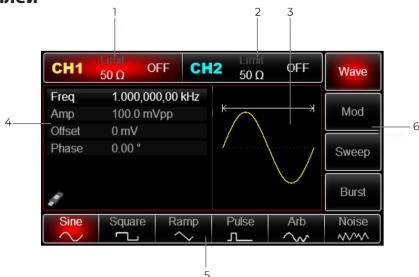 1 2 3
CH1 Limit 50 Ω OFF CH2 Limit 50 Ω OFF Wave
Freq 1.000,000,00 kHz
4 Amp 100.0 mVpp Mod 6
Offset 0 mV
Phase 0.00 ° Sweep
Burst
Sine Square Ramp Pulse Arb Noise
5